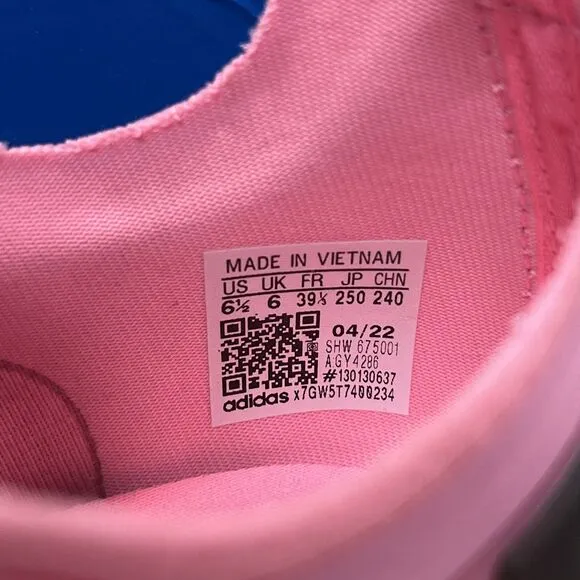 MADE IN VIETNAM
US UK FR JP CHN
6½ 6 39⅓ 250 240
04/22
SHW 675001
A:GY4286
#130130637
adidas x7GW5T7400234